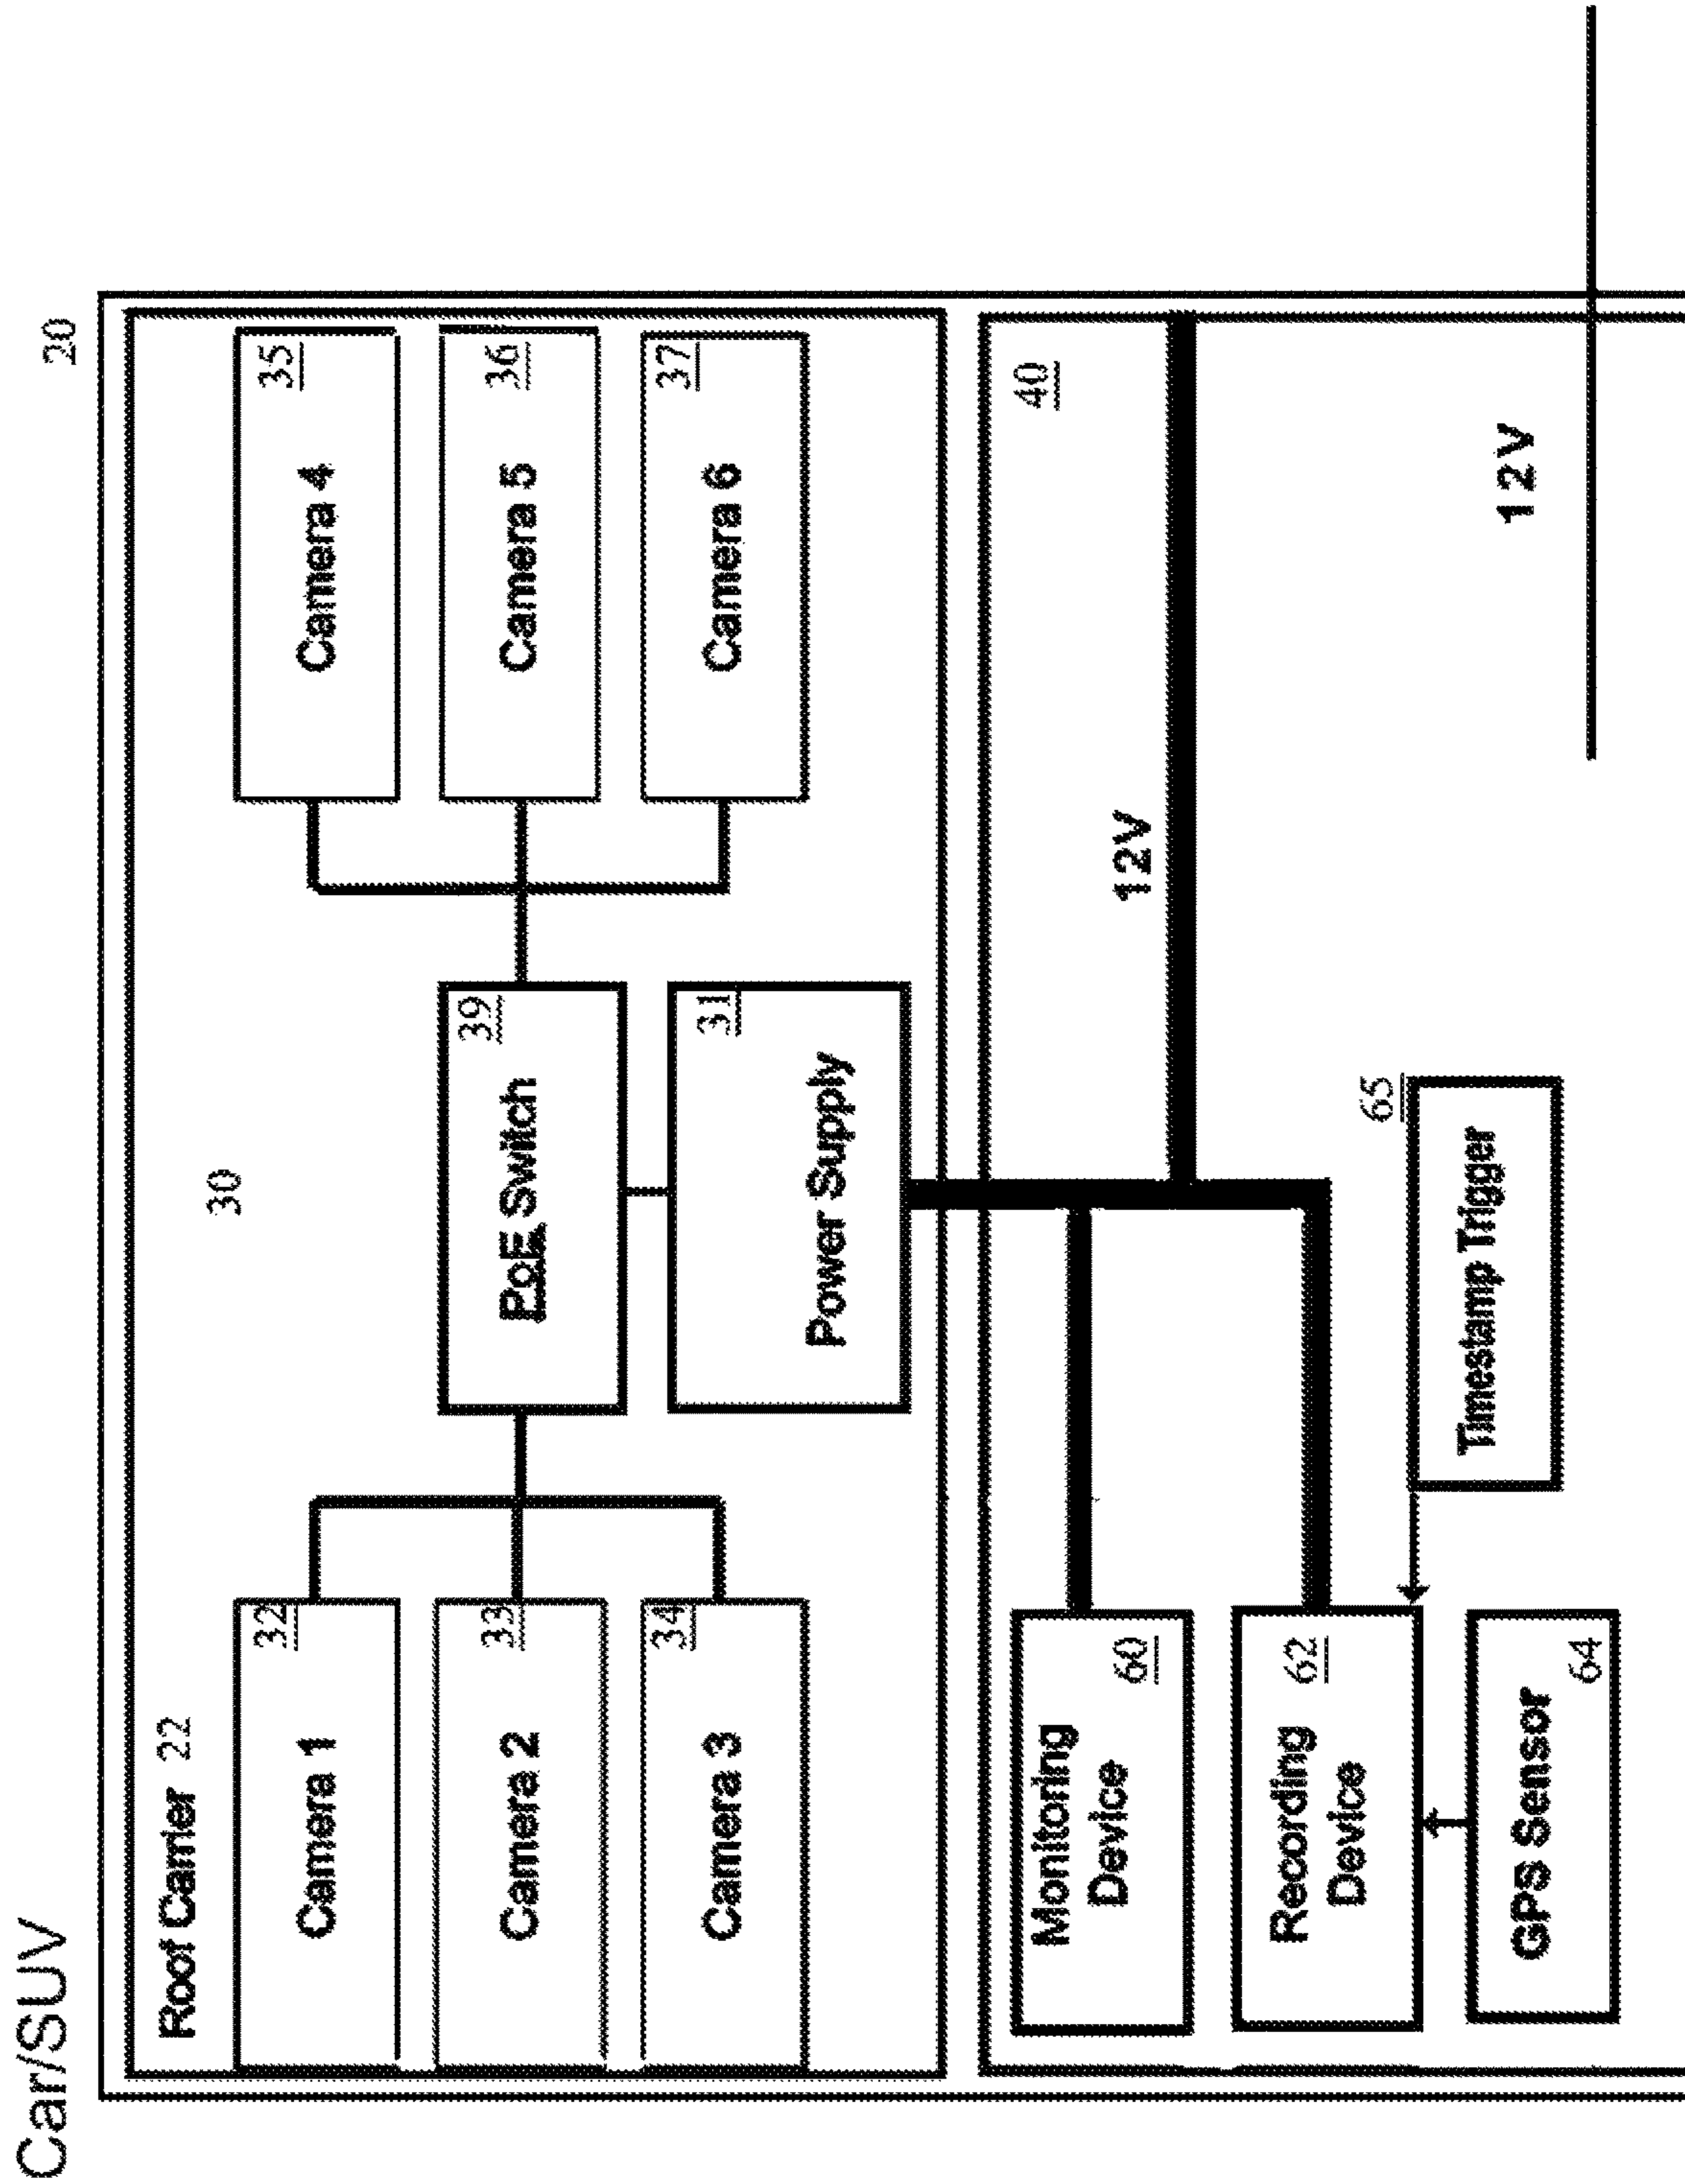 Car/SUV
20
Roof Carrier 22
30
Camera 1
32
PoE Switch
39
Camera 4
35
Camera 2
33
Camera 5
36
Camera 3
34
Power Supply
31
Camera 6
37
40
Monitoring
Device
60
12V
Recording
Device
62
65
Timestamp Trigger
12V
GPS Sensor
64